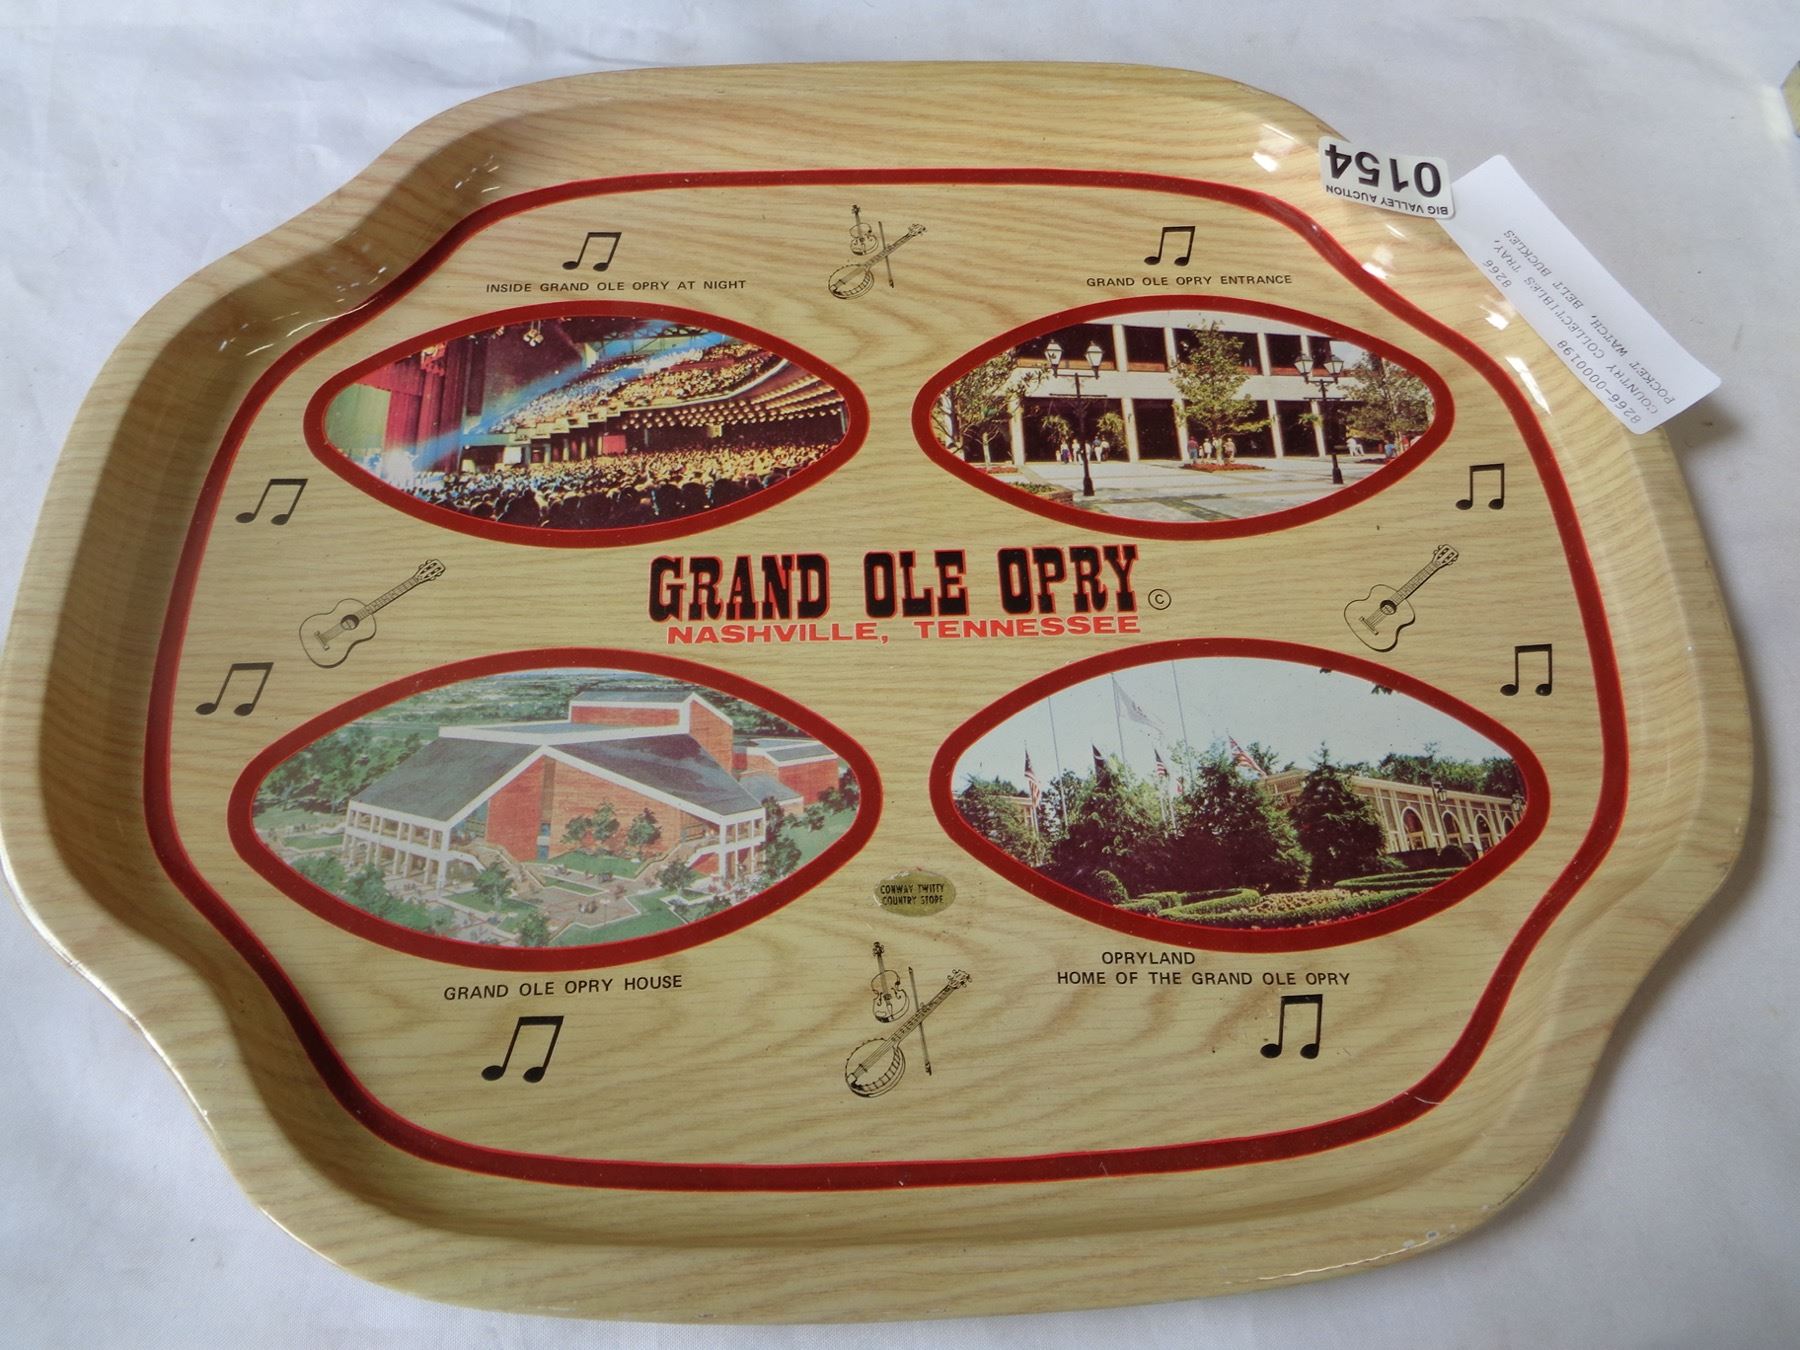 0154
BIG VALLEY AUCTION
8266-0000198 8266
COUNTRY COLLECTIBLES TRAY,
POCKET WATCH, BELT BUCKLES
INSIDE GRAND OLE OPRY AT NIGHT
GRAND OLE OPRY ENTRANCE
GRAND OLE OPRY ©
NASHVILLE, TENNESSEE
CONWAY TWITTY
COUNTRY STORE
GRAND OLE OPRY HOUSE
OPRYLAND
HOME OF THE GRAND OLE OPRY